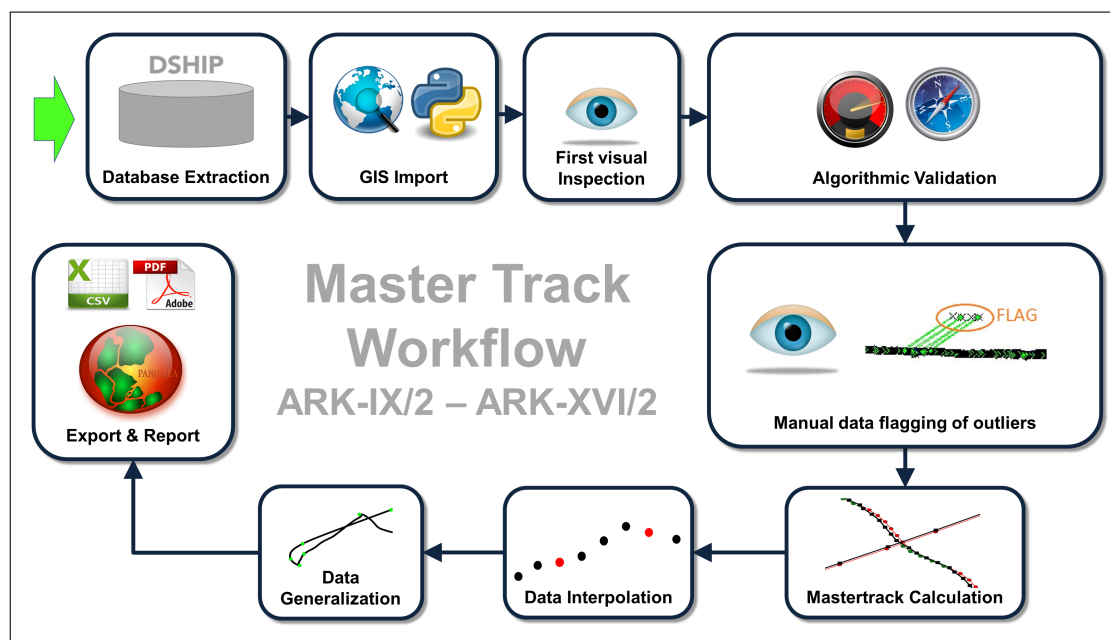 DSHIP
Database Extraction
GIS Import
First visual
Inspection
N
S
Algorithmic Validation
FLAG
Manual data flagging of outliers
Mastertrack Calculation
Data Interpolation
Data
Generalization
X
CSV
PDF
Adobe
PANGAEA
Export & Report
Master Track
Workflow
ARK-IX/2 – ARK-XVI/2